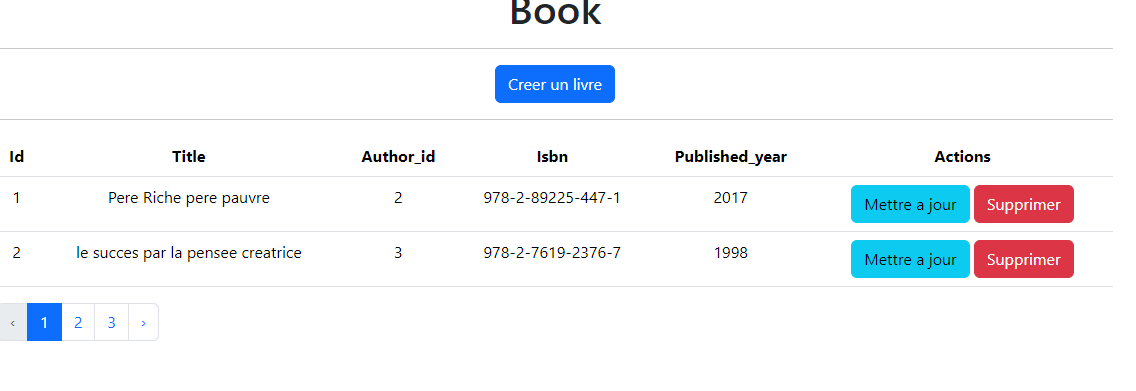 Book
Creer un livre
Id Title Author_id Isbn Published_year Actions
1 Pere Riche pere pauvre 2 978-2-89225-447-1 2017 Mettre a jour Supprimer
2 le succes par la pensee creatrice 3 978-2-7619-2376-7 1998 Mettre a jour Supprimer
‹ 1 2 3 ›